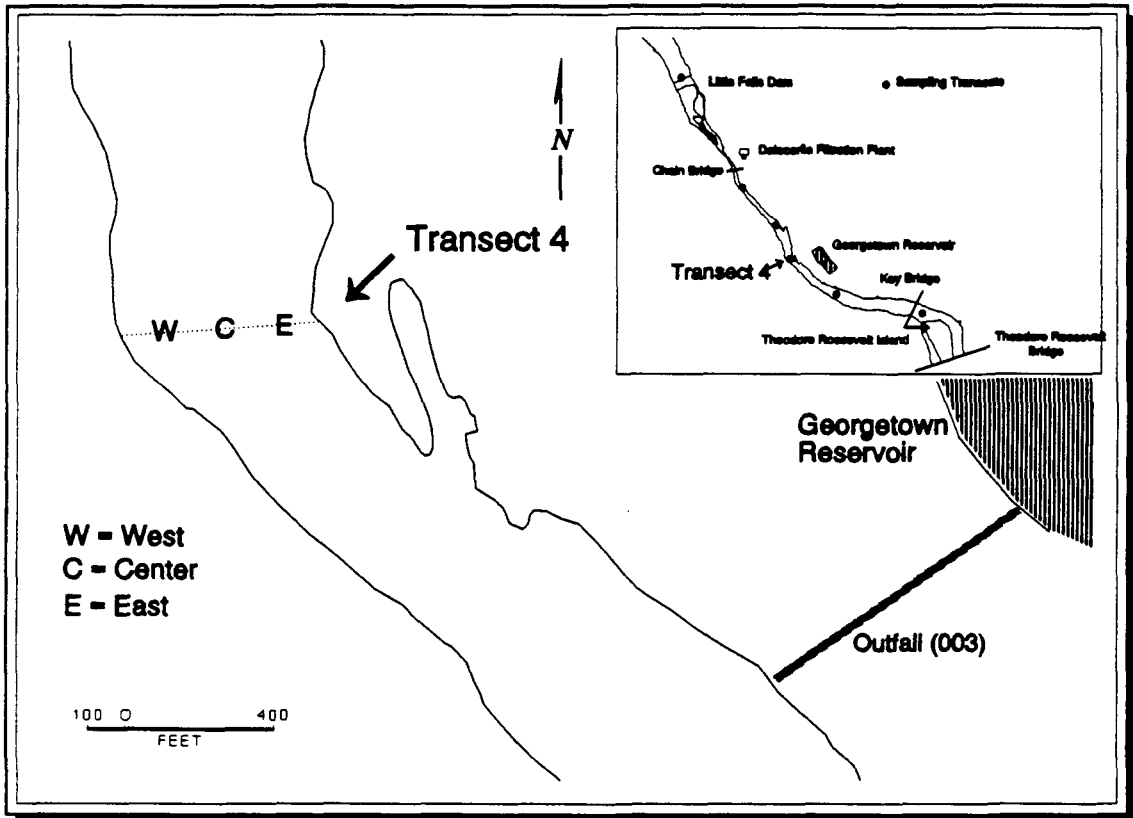 N
Transect 4
W C E
W = West
C = Center
E = East
100 0 400
FEET
Georgetown
Reservoir
Outfall (003)
Little Falls Dam
Sampling Transects
Dalecarlia Filtration Plant
Chain Bridge
Georgetown Reservoir
Transect 4
Key Bridge
Theodore Roosevelt Island
Theodore Roosevelt
Bridge